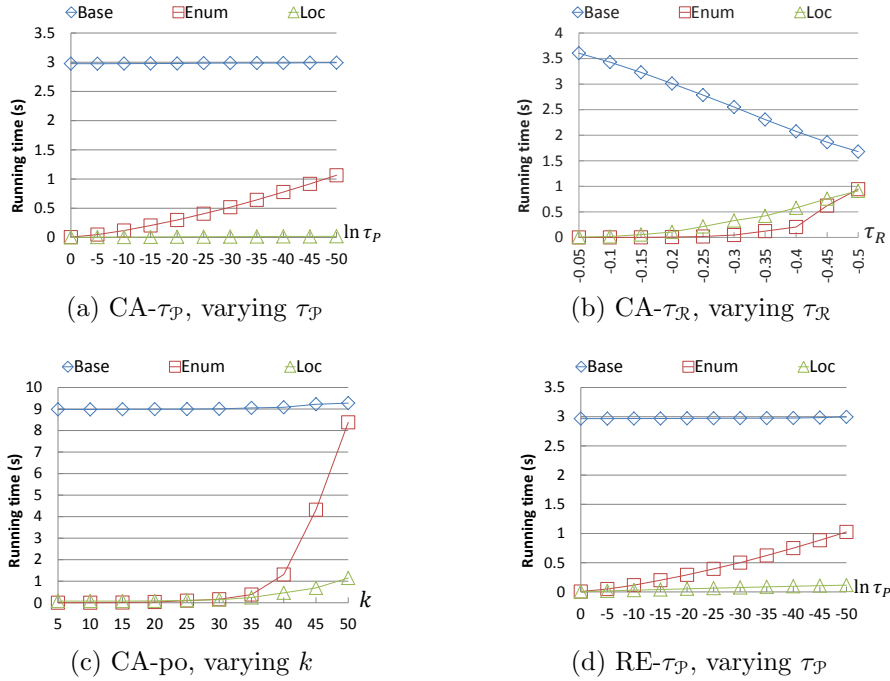 Base Enum Loc
3.5
3
2.5
2
1.5
1
0.5
0
Running time (s)
0 -5 -10 -15 -20 -25 -30 -35 -40 -45 -50
ln τ_P
(a) CA-τ_𝒫, varying τ_𝒫
Base Enum Loc
4
3.5
3
2.5
2
1.5
1
0.5
0
Running time (s)
-0.05 -0.1 -0.15 -0.2 -0.25 -0.3 -0.35 -0.4 -0.45 -0.5
τ_R
(b) CA-τ_ℛ, varying τ_ℛ
Base Enum Loc
10
9
8
7
6
5
4
3
2
1
0
Running time (s)
5 10 15 20 25 30 35 40 45 50
k
(c) CA-po, varying k
Base Enum Loc
3.5
3
2.5
2
1.5
1
0.5
0
Running time (s)
0 -5 -10 -15 -20 -25 -30 -35 -40 -45 -50
ln τ_P
(d) RE-τ_𝒫, varying τ_𝒫